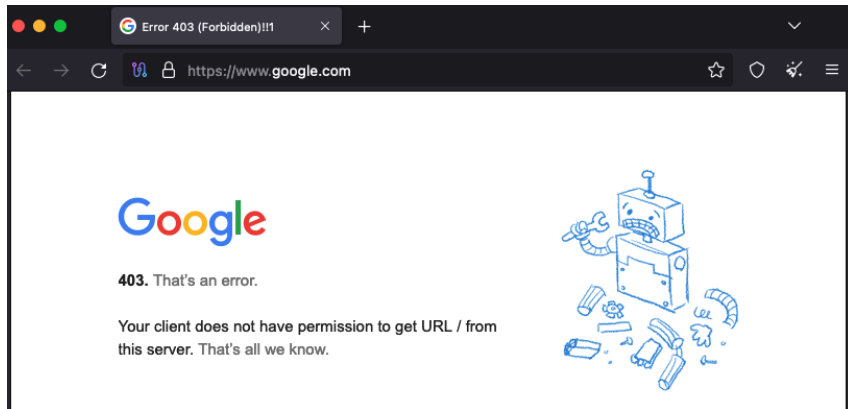 Error 403 (Forbidden)!!1
https://www.google.com
Google
403. That's an error.
Your client does not have permission to get URL / from
this server. That's all we know.